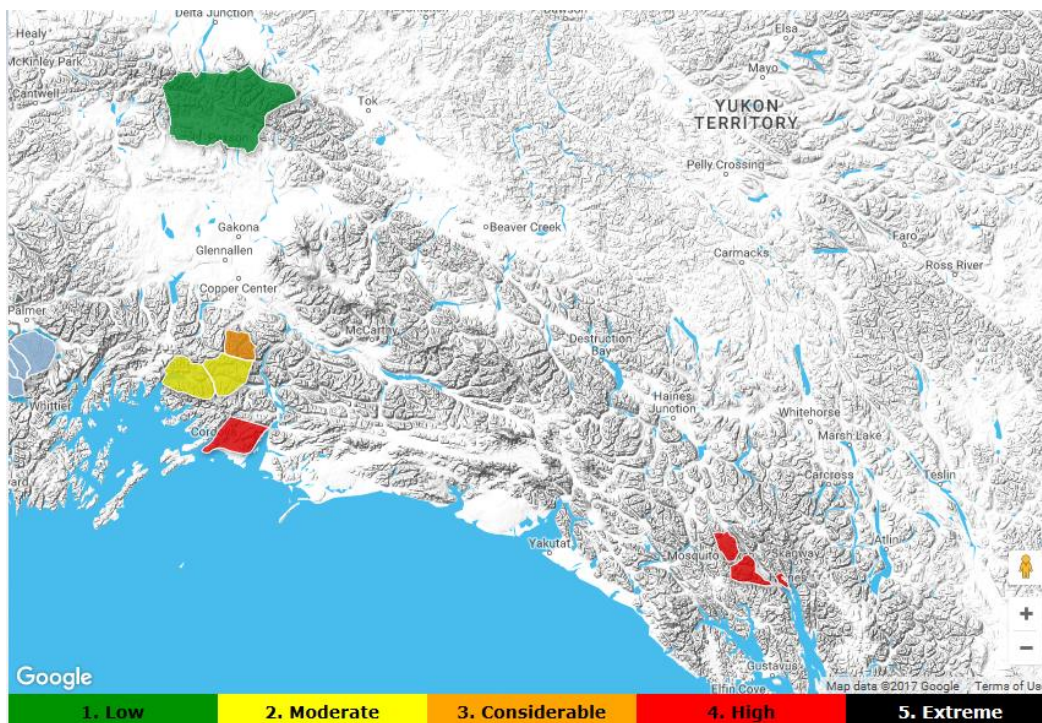 Delta Junction
Dawson
Healy
McKinley Park
Cantwell
Tok
Elsa
Mayo
YUKON
TERRITORY
Pelly Crossing
Gakona
Glennallen
Beaver Creek
Carmacks
Faro
Ross River
Copper Center
Palmer
McCarthy
Destruction
Bay
Whittier
Cord
Haines
Junction
Whitehorse
Marsh Lake
Carcross
Teslin
Yakutat
Mosquito
Skagway
Atlin
Gustavus
Elfin Cove
Google
Map data ©2017 Google
Terms of Us
1. Low
2. Moderate
3. Considerable
4. High
5. Extreme